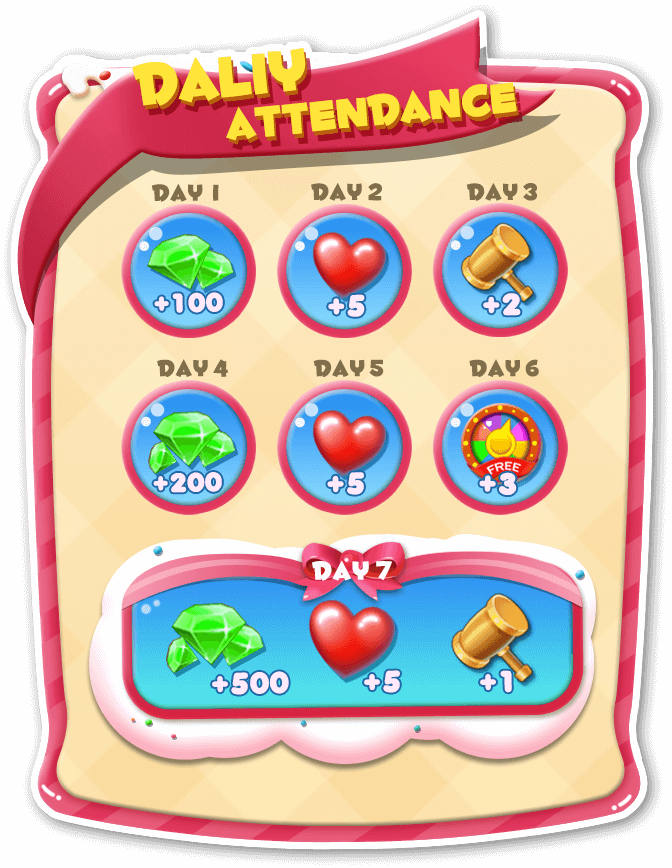 DALIY
ATTENDANCE
DAY 1 DAY 2 DAY 3
+100 +5 +2
DAY 4 DAY 5 DAY 6
FREE
+200 +5 +3
DAY 7
+500 +5 +1